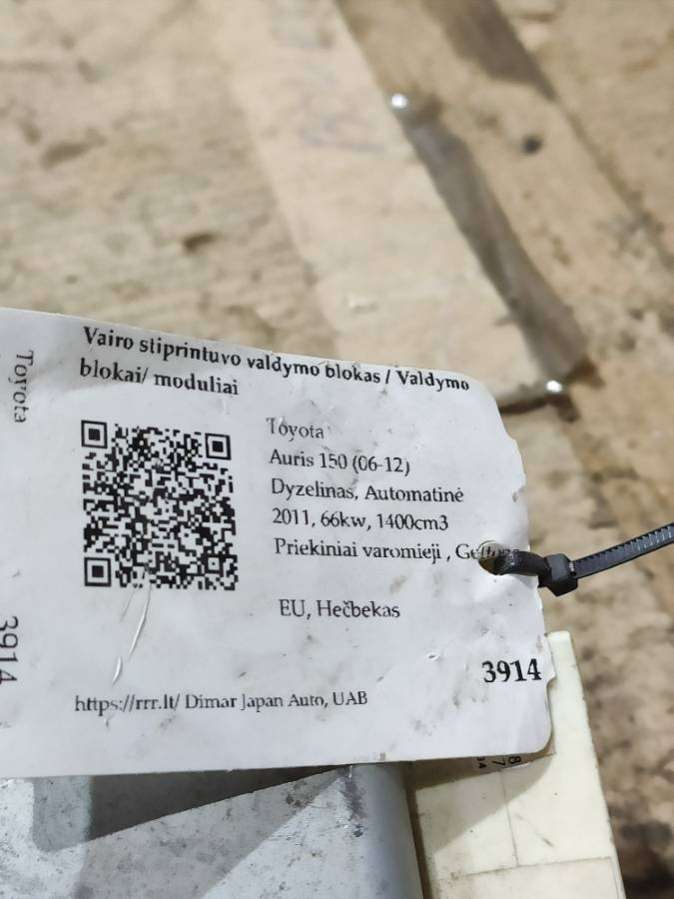 Vairo stiprintuvo valdymo blokas / Valdymo
blokai/ moduliai
Toyota
Auris 150 (06-12)
Dyzelinas, Automatinė
2011, 66kw, 1400cm3
Priekiniai varomieji ,
EU, Hečbekas
3914
https://rrr.lt/ Dimar Japan Auto, UAB
Toyota
3914